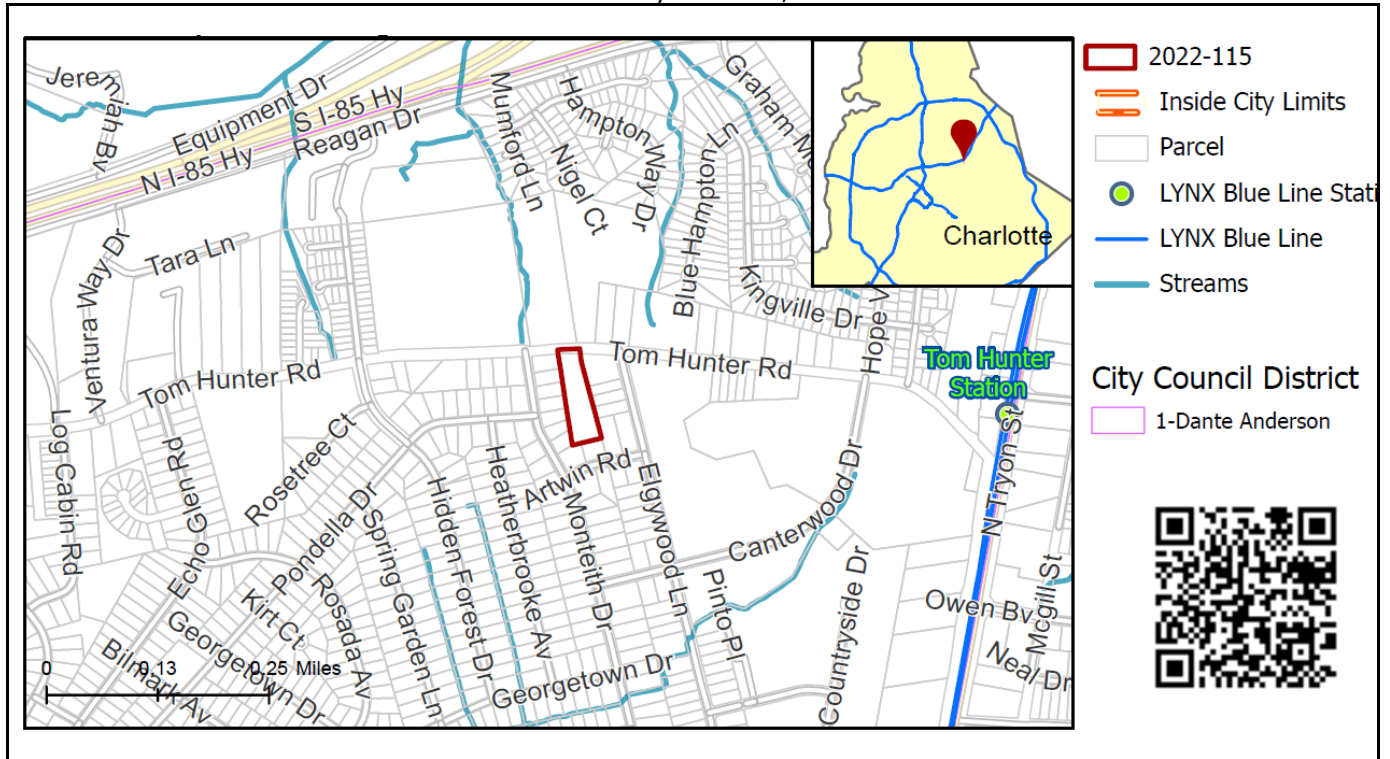 Jeremiah Bv
Equipment Dr
S I-85 Hy
N I-85 Hy
Reagan Dr
Mumford Ln
Hampton Way Dr
Nigel Ct
Blue Hampton Ln
Kingville Dr
Hope V
Tara Ln
Ventura Way Dr
Tom Hunter Rd
Tom Hunter Rd
Tom Hunter
Station
Log Cabin Rd
Echo Glen Rd
Rosetree Ct
Pondella Dr
Spring Garden Ln
Hidden Forest Dr
Heatherbrooke Av
Artwin Rd
Monteith Dr
Elgywood Ln
Canterwood Dr
N Tryon St
Pinto Pl
Countryside Dr
Owen Bv
Mcgill St
Neal Dr
Kirt Ct
Rosada Av
Georgetown Dr
Bilmark Av
Georgetown Dr
0 0.13 0.25 Miles
Charlotte
2022-115
Inside City Limits
Parcel
LYNX Blue Line Stati
LYNX Blue Line
Streams
City Council District
1-Dante Anderson